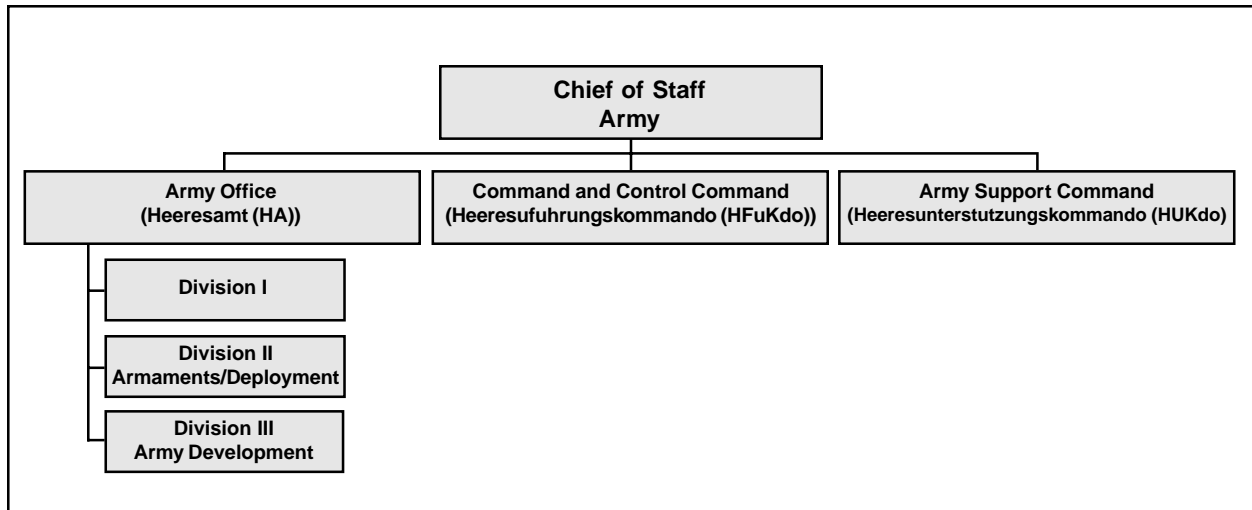 Chief of Staff
Army
Army Office
(Heeresamt (HA))
Command and Control Command
(Heeresufuhrungskommando (HFuKdo))
Army Support Command
(Heeresunterstutzungskommando (HUKdo)
Division I
Division II
Armaments/Deployment
Division III
Army Development